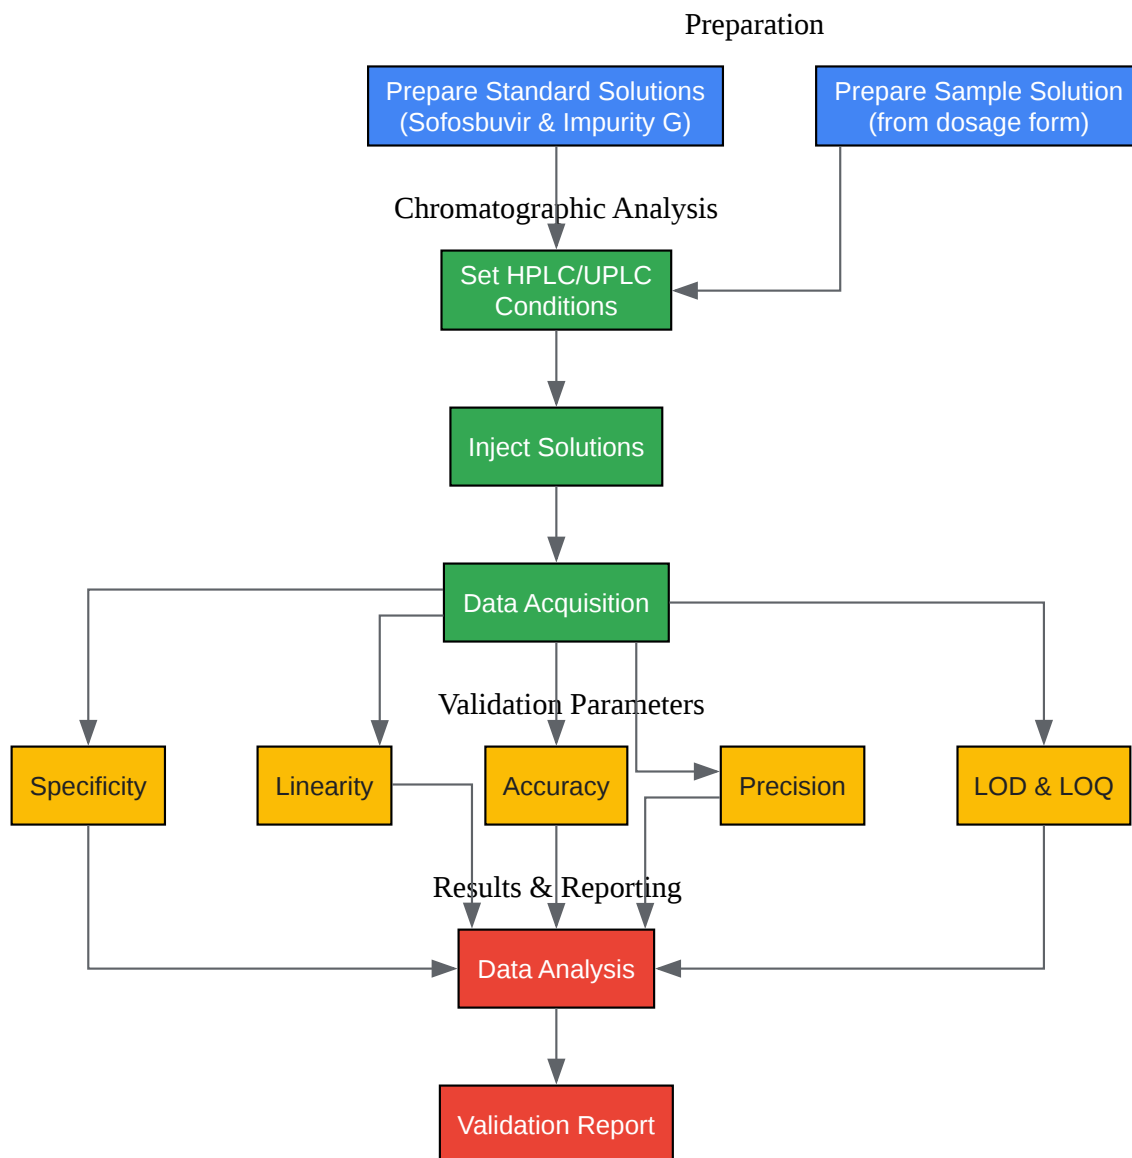 Preparation
Prepare Standard Solutions
(Sofosbuvir & Impurity G)
Prepare Sample Solution
(from dosage form)
Chromatographic Analysis
Set HPLC/UPLC
Conditions
Inject Solutions
Data Acquisition
Validation Parameters
Specificity
Linearity
Accuracy
Precision
LOD & LOQ
Results & Reporting
Data Analysis
Validation Report